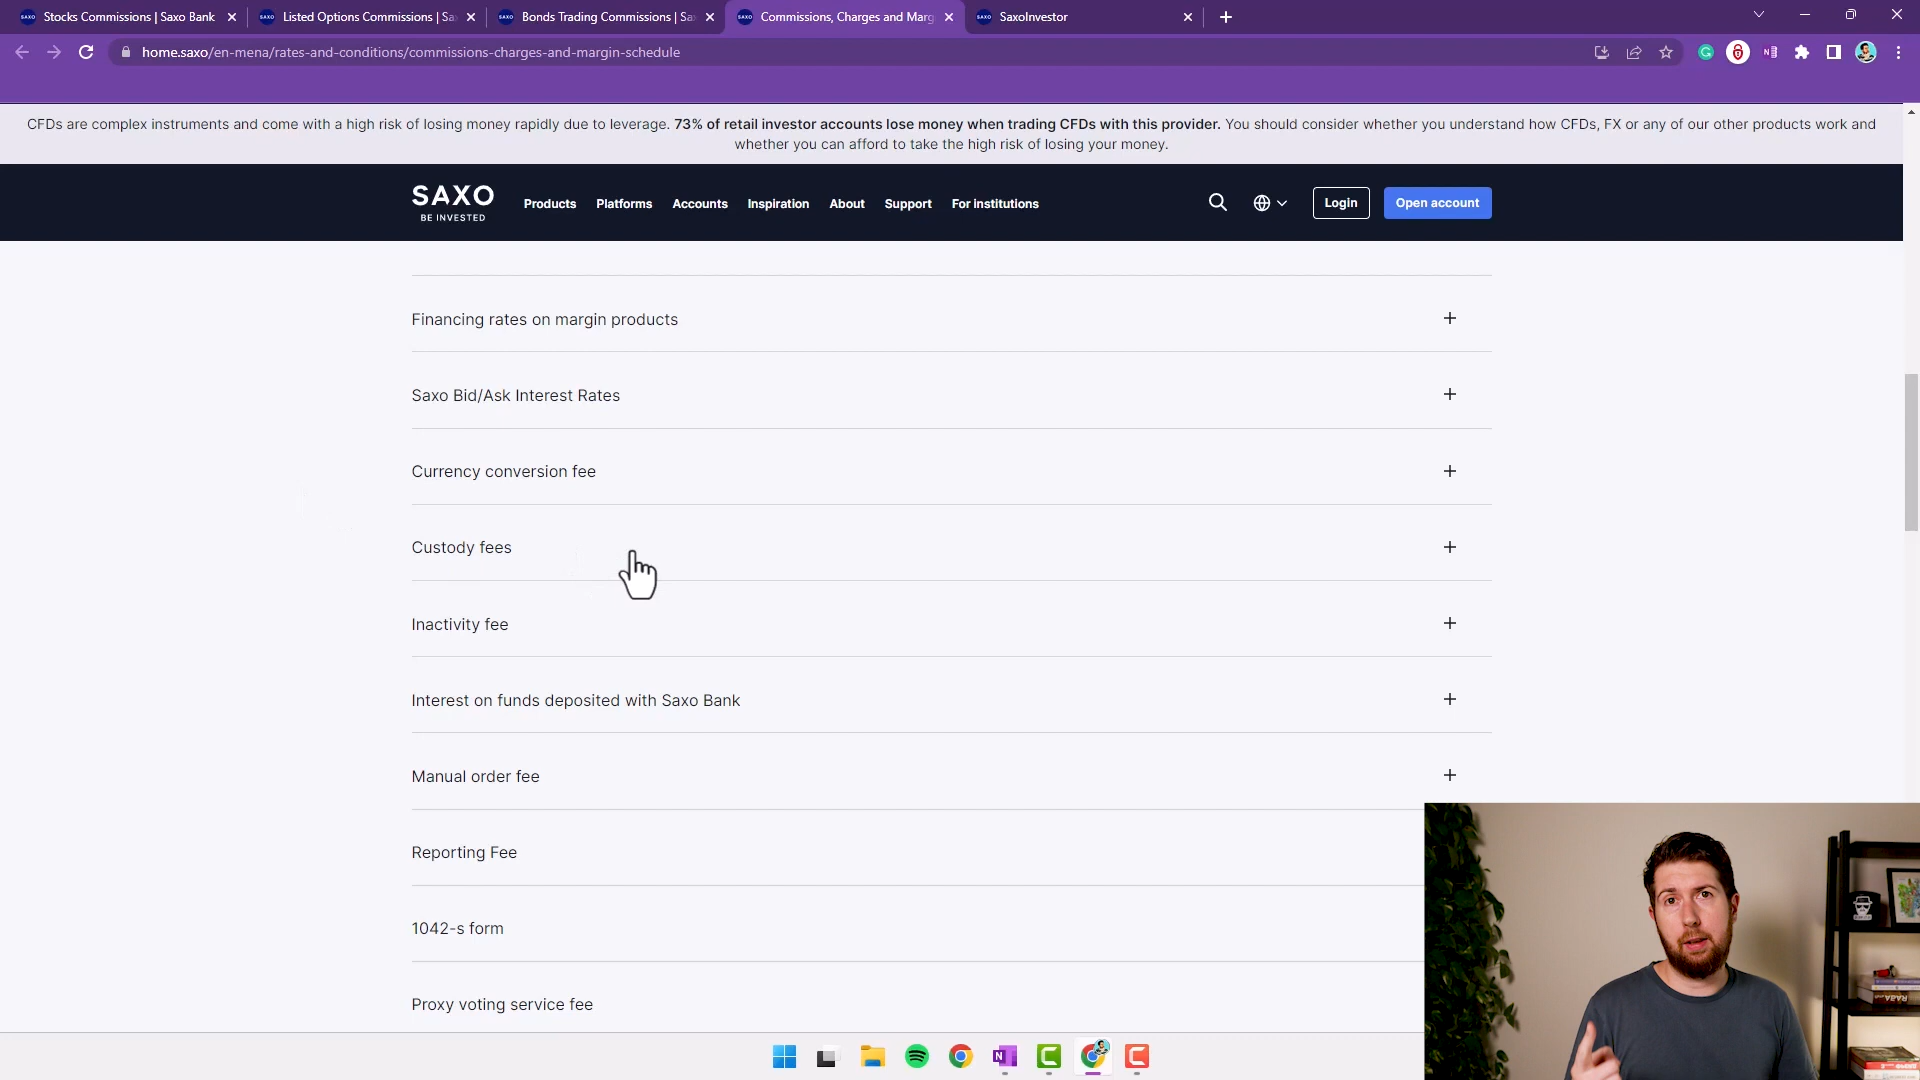 Stocks Commissions | Saxo Bank
Listed Options Commissions | Sa
Bonds Trading Commissions | Sa
Commissions, Charges and Marg
SaxoInvestor
home.saxo/en-mena/rates-and-conditions/commissions-charges-and-margin-schedule
CFDs are complex instruments and come with a high risk of losing money rapidly due to leverage. 73% of retail investor accounts lose money when trading CFDs with this provider. You should consider whether you understand how CFDs, FX or any of our other products work and
whether you can afford to take the high risk of losing your money.
SAXO
BE INVESTED
Products Platforms Accounts Inspiration About Support For institutions
Login
Open account
Financing rates on margin products
Saxo Bid/Ask Interest Rates
Currency conversion fee
Custody fees
Inactivity fee
Interest on funds deposited with Saxo Bank
Manual order fee
Reporting Fee
1042-s form
Proxy voting service fee